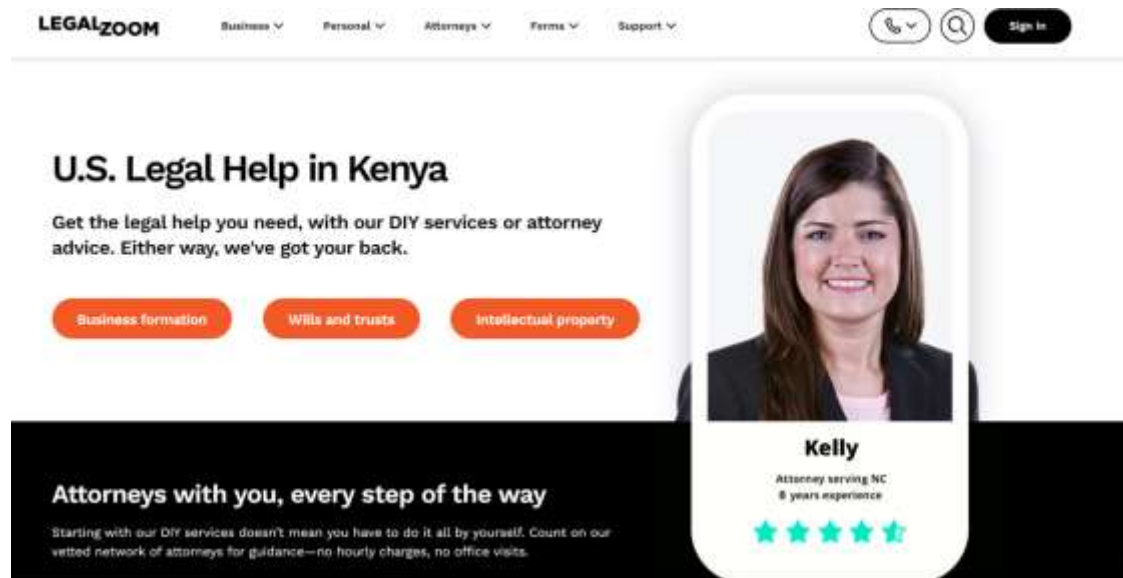 LEGALZOOM
Business
Personal
Attorneys
Forms
Support
Sign in
U.S. Legal Help in Kenya
Get the legal help you need, with our DIY services or attorney
advice. Either way, we've got your back.
Business formation
Wills and trusts
Intellectual property
Kelly
Attorney serving NC
6 years experience
Attorneys with you, every step of the way
Starting with our DIY services doesn't mean you have to do it all by yourself. Count on our
vetted network of attorneys for guidance—no hourly charges, no office visits.